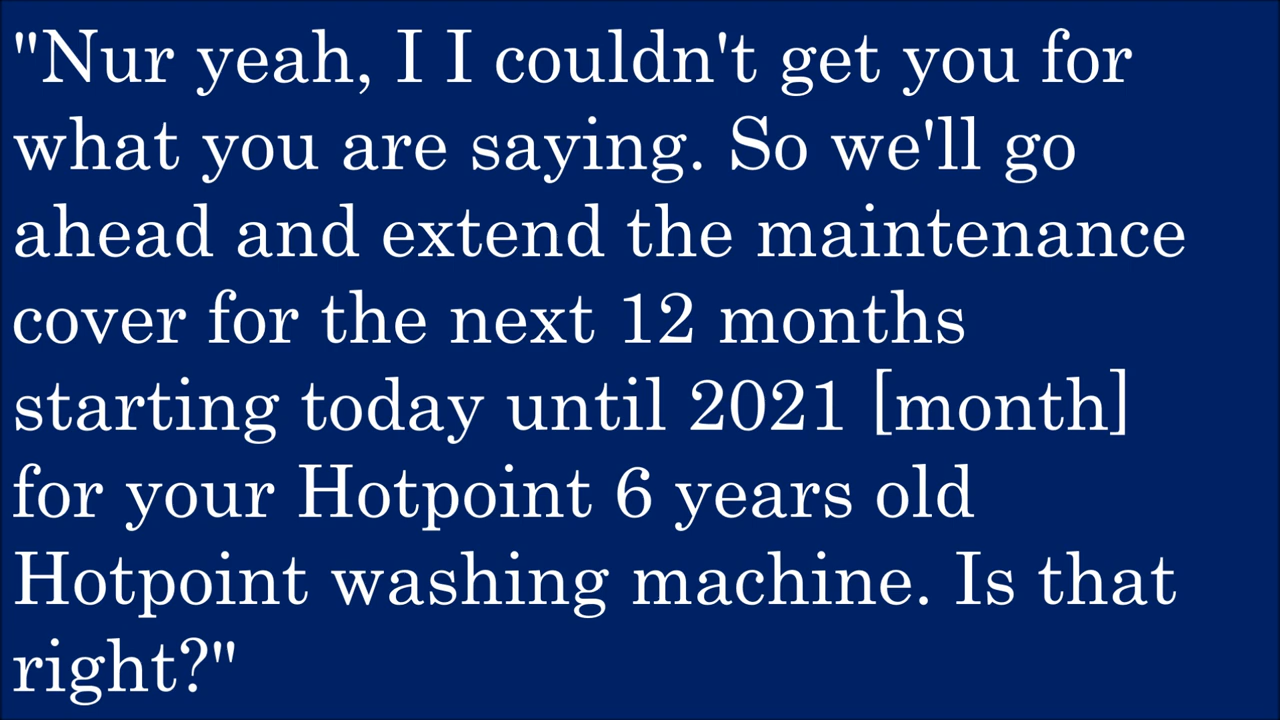 "Nur yeah, I I couldn't get you for
what you are saying. So we'll go
ahead and extend the maintenance
cover for the next 12 months
starting today until 2021 [month]
for your Hotpoint 6 years old
Hotpoint washing machine. Is that
right?"